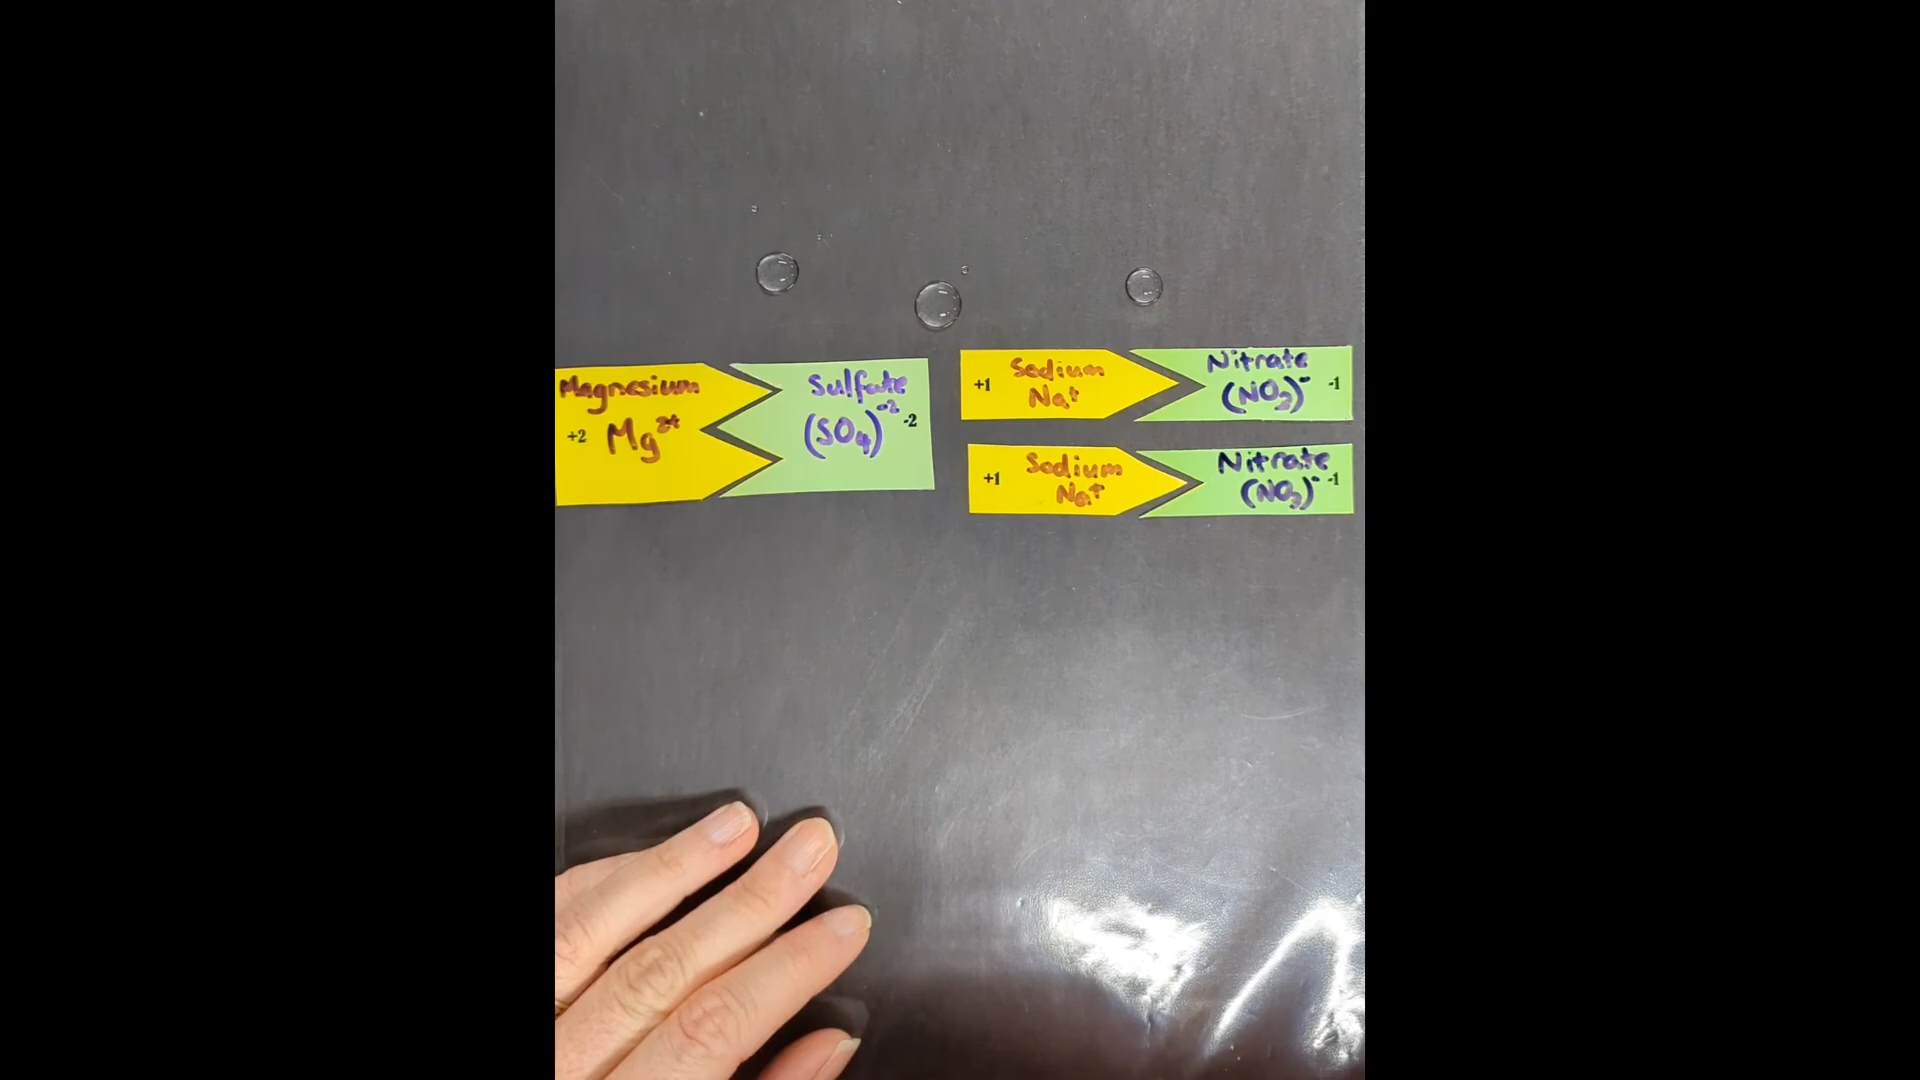 Magnesium
+2 Mg²⁺
Sulfate
(SO₄)⁻² -2
+1 Sodium
Na⁺
Nitrate
(NO₃)⁻ -1
+1 Sodium
Na⁺
Nitrate
(NO₃)⁻ -1